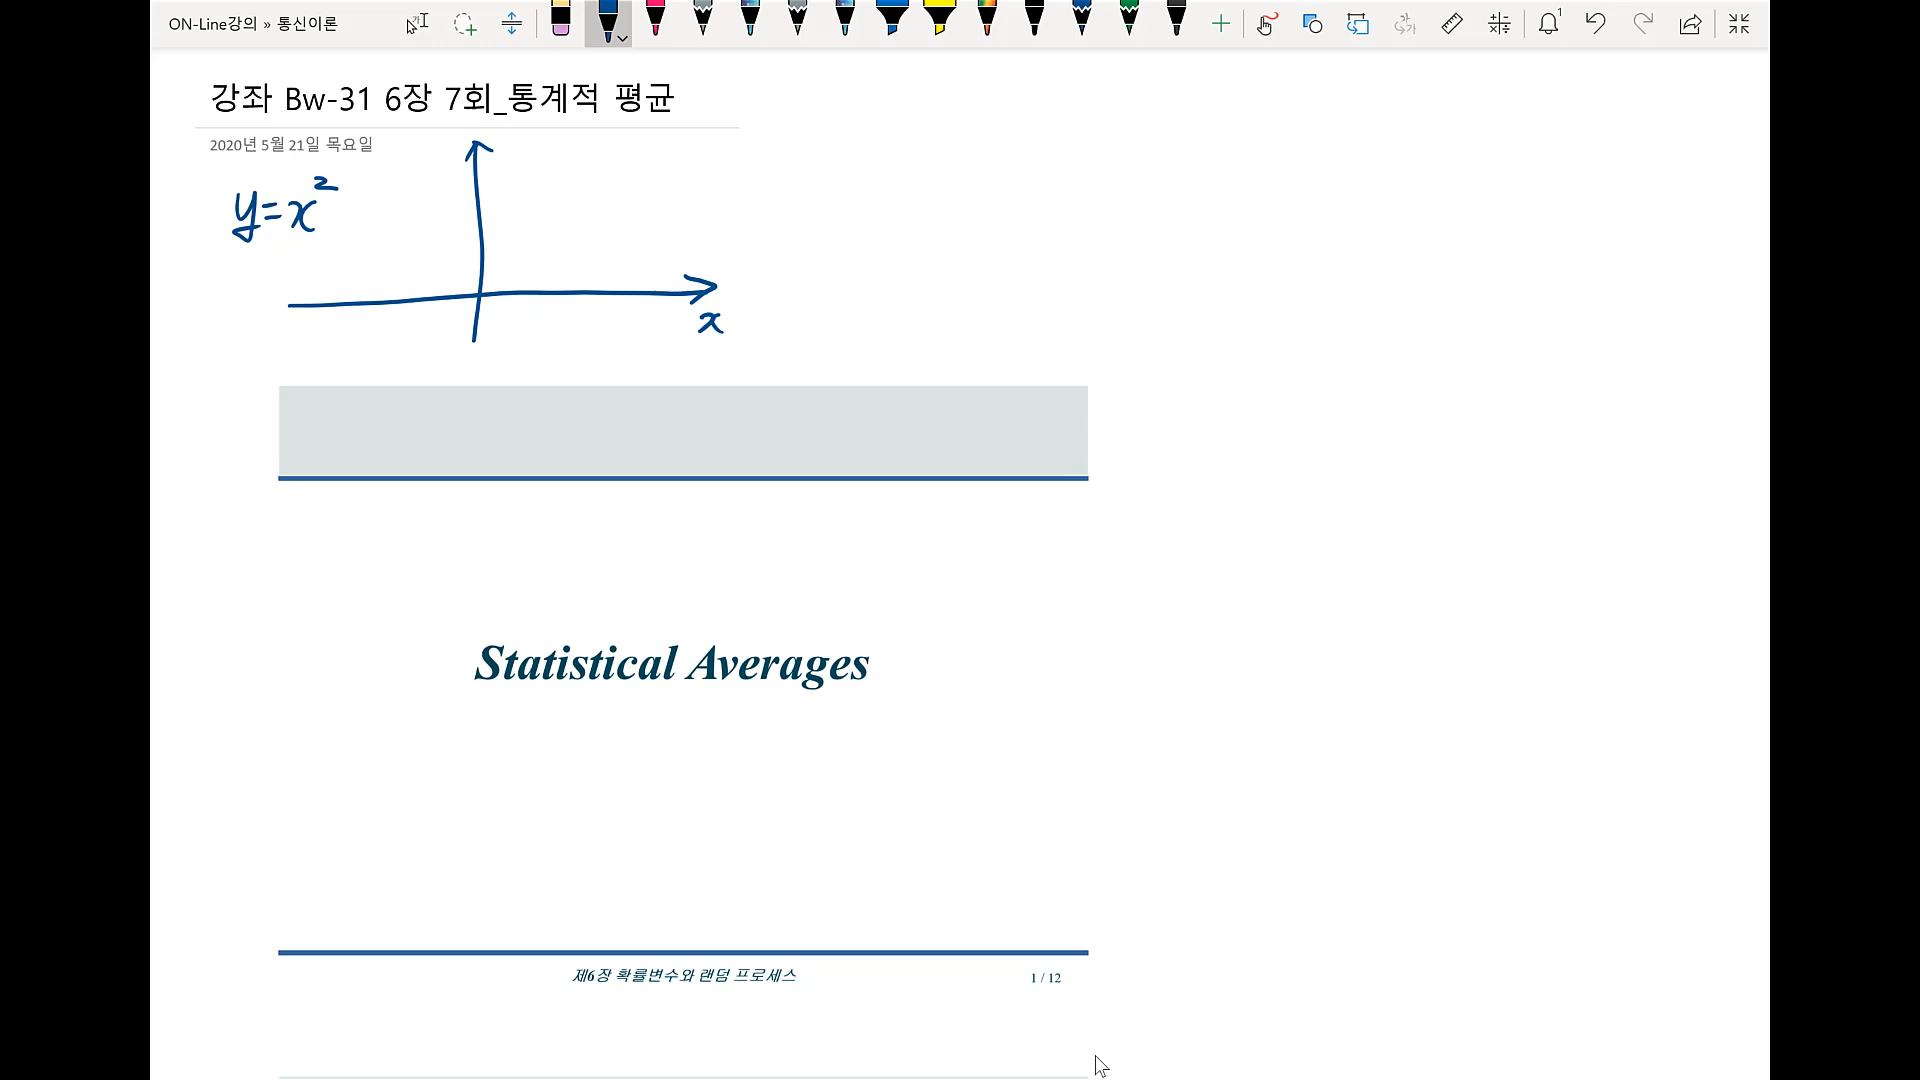 ON-Line강의 » 통신이론
강좌 Bw-31 6장 7회_통계적 평균
2020년 5월 21일 목요일
y=x²
x
Statistical Averages
제6장 확률변수와 랜덤 프로세스
1 / 12